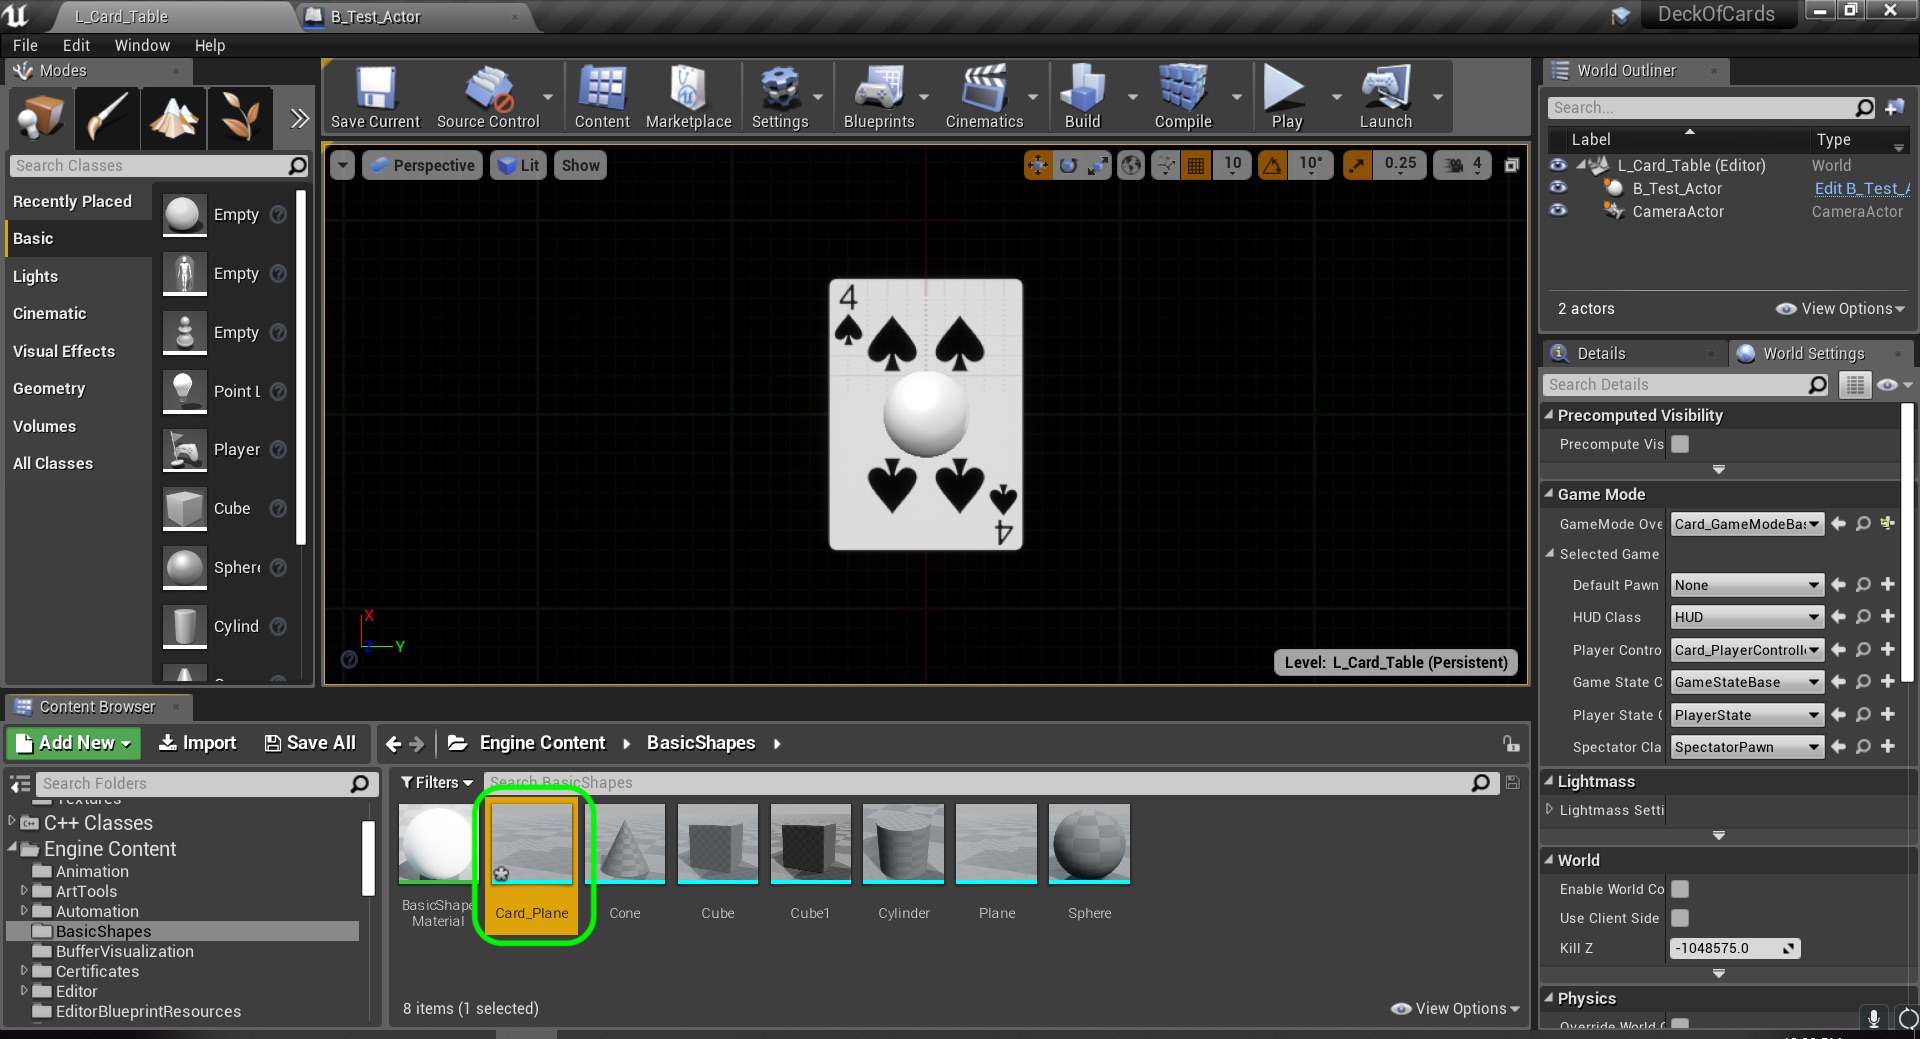 L_Card_Table
B_Test_Actor
DeckOfCards
File Edit Window Help
Modes
Save Current
Source Control
Content
Marketplace
Settings
Blueprints
Cinematics
Build
Compile
Play
Launch
World Outliner
Search...
Label Type
L_Card_Table (Editor) World
B_Test_Actor Edit B_Test_A
CameraActor CameraActor
2 actors View Options
Search Classes
Recently Placed
Basic
Lights
Cinematic
Visual Effects
Geometry
Volumes
All Classes
Empty
Empty
Empty
Point L
Player
Cube
Sphere
Cylind
Perspective Lit Show
10 10° 0.25 4
4
4
X
Z Y
Level: L_Card_Table (Persistent)
Details
World Settings
Search Details
Precomputed Visibility
Precompute Vis
Game Mode
GameMode Ove Card_GameModeBas
Selected Game
Default Pawn None
HUD Class HUD
Player Contro Card_PlayerControlle
Game State C GameStateBase
Player State C PlayerState
Spectator Cla SpectatorPawn
Lightmass
Lightmass Setti
World
Enable World Co
Use Client Side
Kill Z -1048575.0
Physics
Override World C
Content Browser
Add New Import Save All
Engine Content BasicShapes
Search Folders
Textures
C++ Classes
Engine Content
Animation
ArtTools
Automation
BasicShapes
BufferVisualization
Certificates
Editor
EditorBlueprintResources
Filters Search BasicShapes
BasicShape
Material
Card_Plane
Cone
Cube
Cube1
Cylinder
Plane
Sphere
8 items (1 selected) View Options